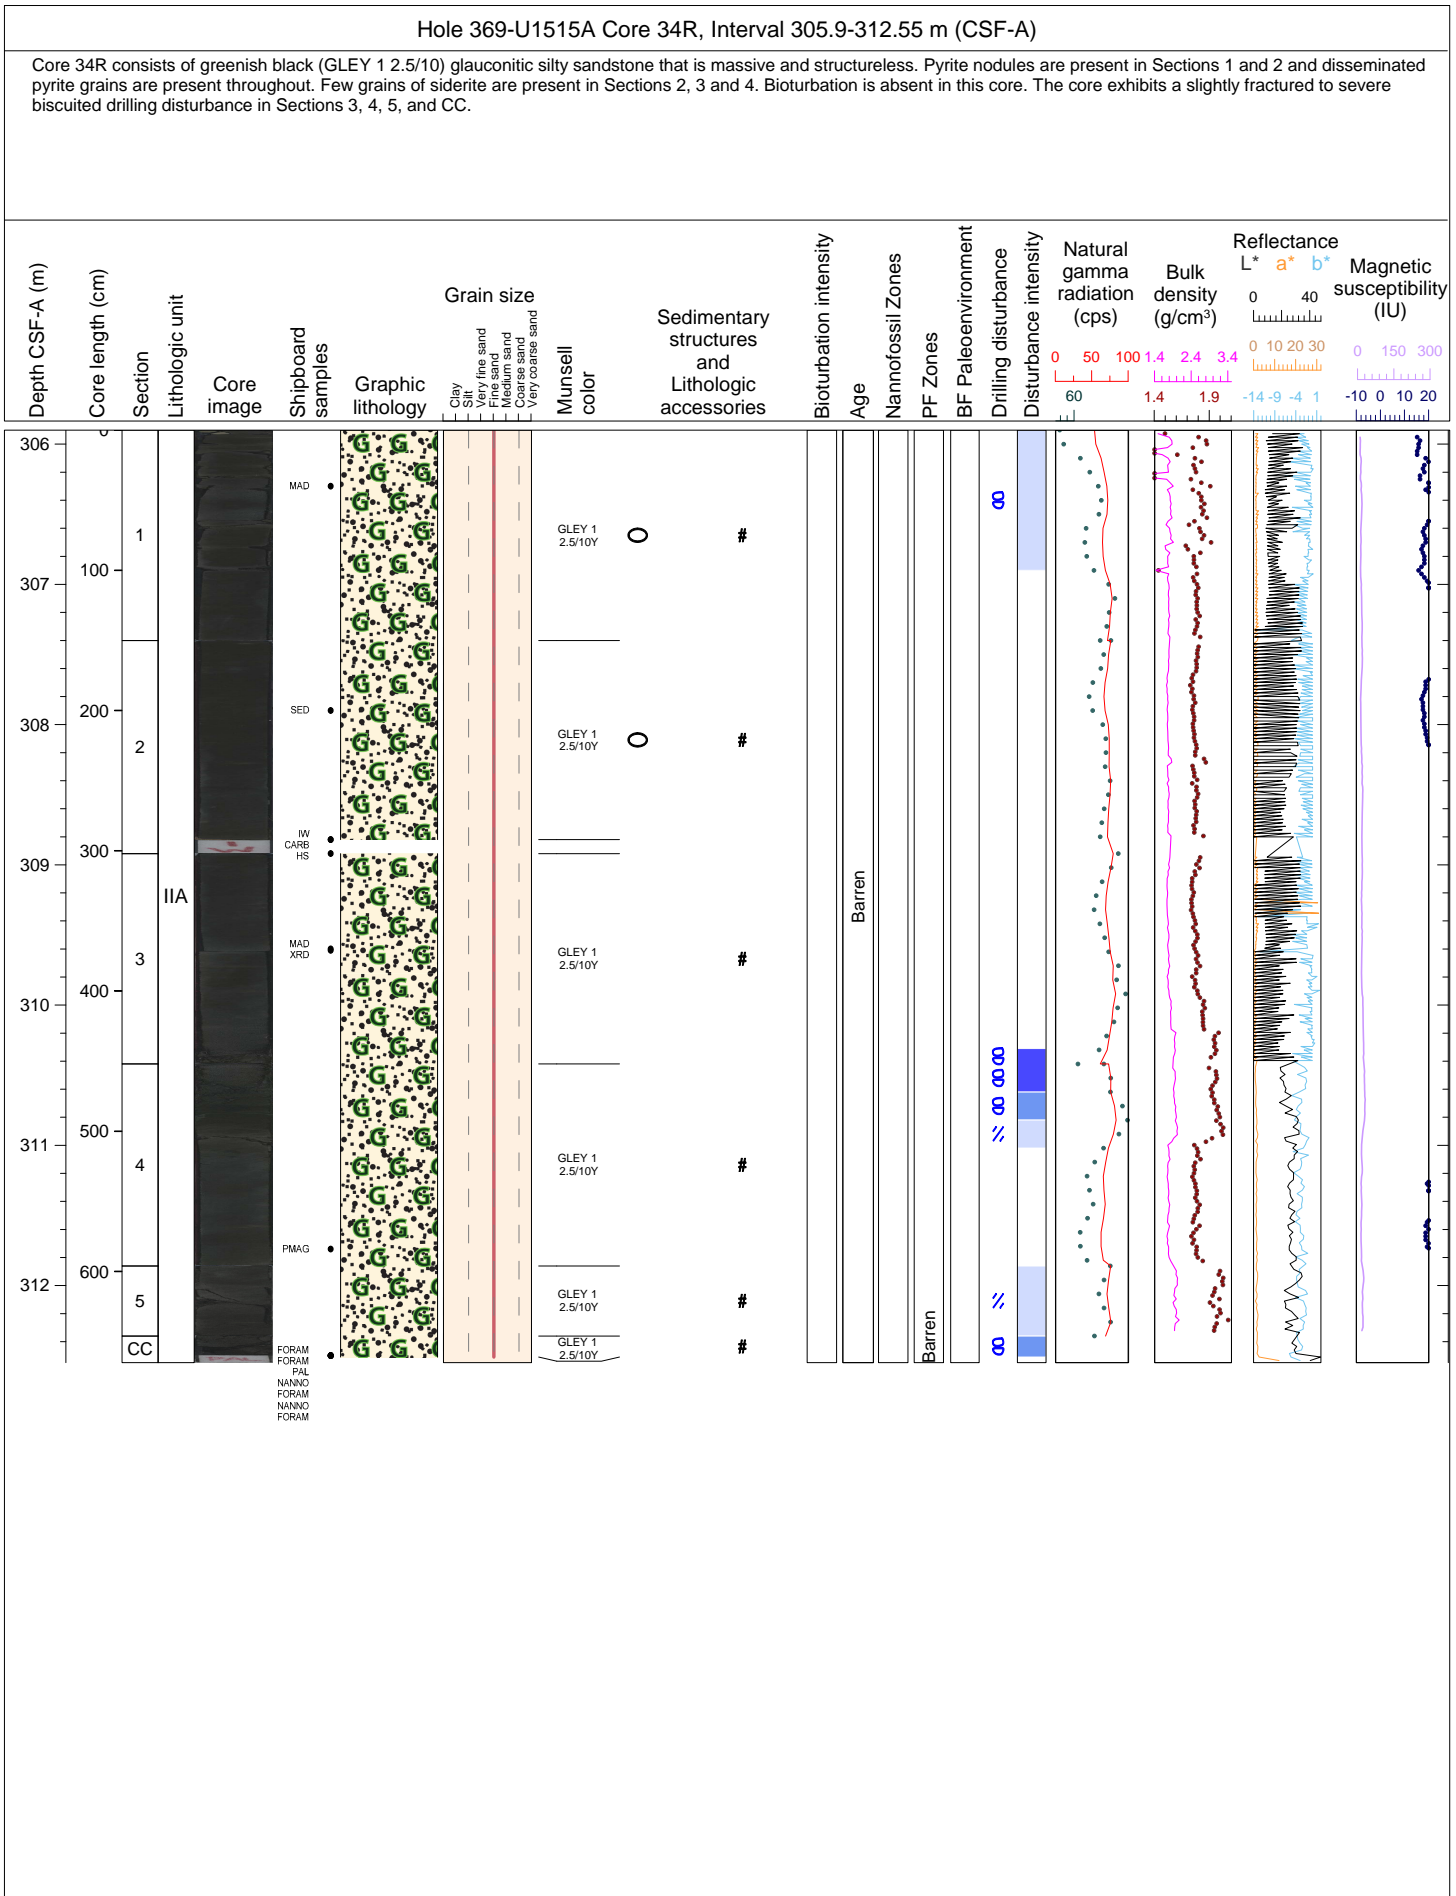 Hole 369-U1515A Core 34R, Interval 305.9-312.55 m (CSF-A)
Core 34R consists of greenish black (GLEY 1 2.5/10) glauconitic silty sandstone that is massive and structureless. Pyrite nodules are present in Sections 1 and 2 and disseminated
pyrite grains are present throughout. Few grains of siderite are present in Sections 2, 3 and 4. Bioturbation is absent in this core. The core exhibits a slightly fractured to severe
biscuited drilling disturbance in Sections 3, 4, 5, and CC.
Depth CSF-A (m)
Core length (cm)
Section
Lithologic unit
Core
image
Shipboard
samples
Graphic
lithology
Grain size
Clay
Silt
Very fine sand
Fine sand
Medium sand
Coarse sand
Very coarse sand
Munsell
color
Sedimentary
structures
and
Lithologic
accessories
Bioturbation intensity
Age
Nannofossil Zones
PF Zones
BF Paleoenvironment
Drilling disturbance
Disturbance intensity
Natural
gamma
radiation
(cps)
0 50 100
60
Bulk
density
(g/cm³)
1.4 2.4 3.4
1.4 1.9
Reflectance
L* a* b*
0 40
0 10 20 30
-14 -9 -4 1
Magnetic
susceptibility
(IU)
0 150 300
-10 0 10 20
306
307
308
309
310
311
312
0
100
200
300
400
500
600
1
2
3
4
5
CC
IIA
MAD
SED
IW
CARB
HS
MAD
XRD
PMAG
FORAM
FORAM
PAL
NANNO
FORAM
NANNO
FORAM
GLEY 1
2.5/10Y
GLEY 1
2.5/10Y
GLEY 1
2.5/10Y
GLEY 1
2.5/10Y
GLEY 1
2.5/10Y
GLEY 1
2.5/10Y
Barren
Barren